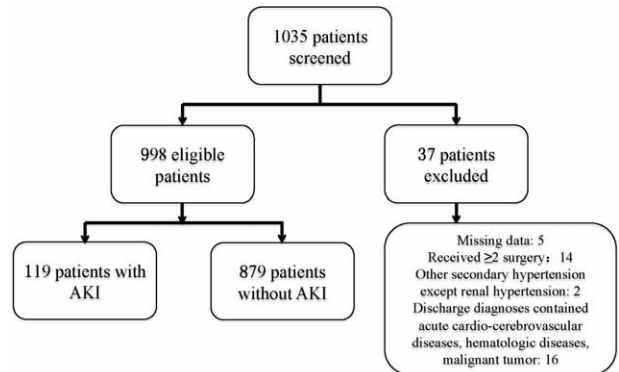 1035 patients
screened
998 eligible
patients
37 patients
excluded
119 patients with
AKI
879 patients
without AKI
Missing data: 5
Received ≥2 surgery： 14
Other secondary hypertension
except renal hypertension: 2
Discharge diagnoses contained
acute cardio-cerebrovascular
diseases, hematologic diseases,
malignant tumor: 16